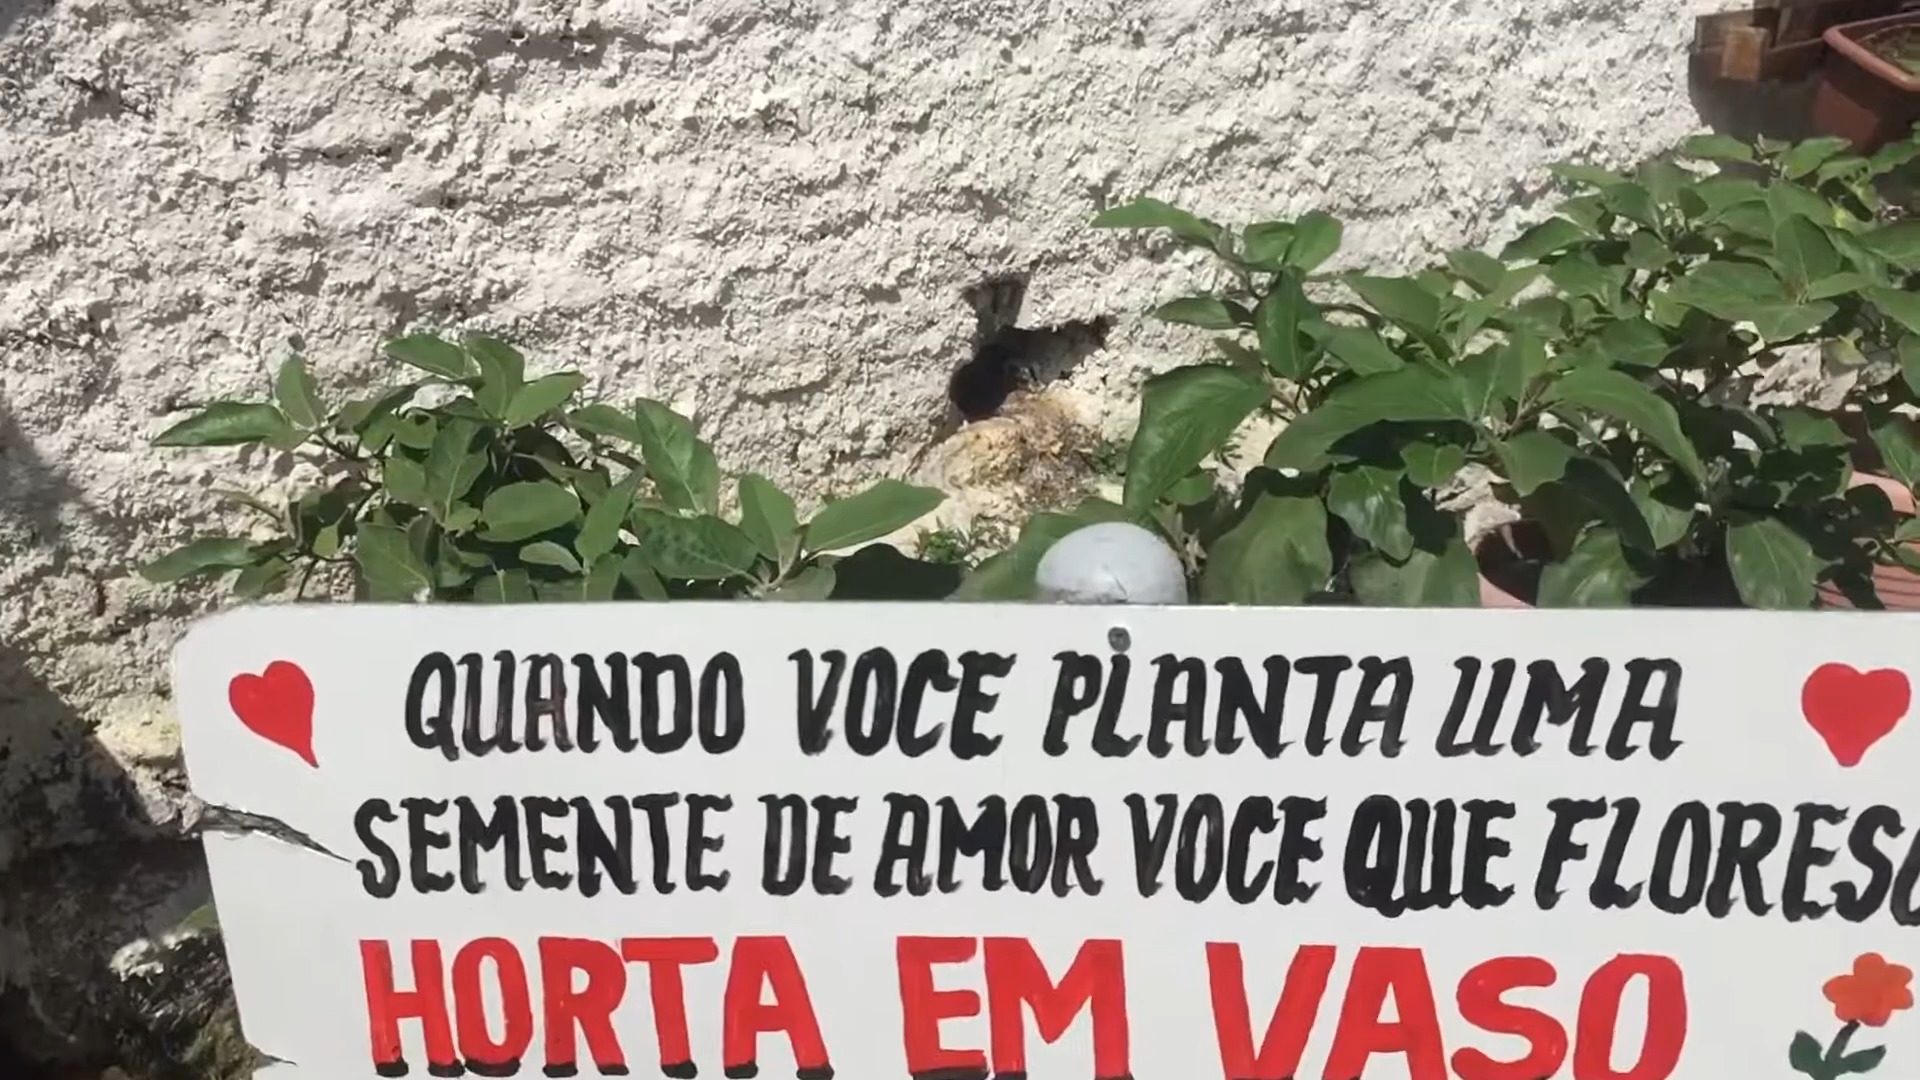 QUANDO VOCE PLANTA UMA
SEMENTE DE AMOR VOCE QUE FLORESC
HORTA EM VASO